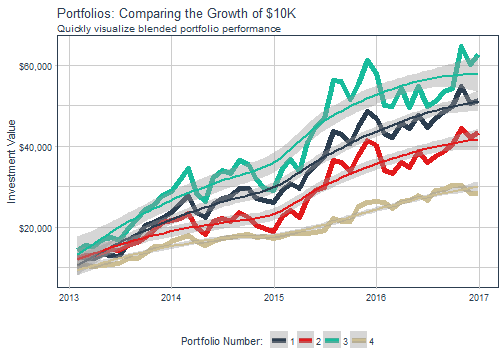 Portfolios: Comparing the Growth of $10K
Quickly visualize blended portfolio performance
Investment Value
$60,000
$40,000
$20,000
2013 2014 2015 2016 2017
Portfolio Number: 1 2 3 4